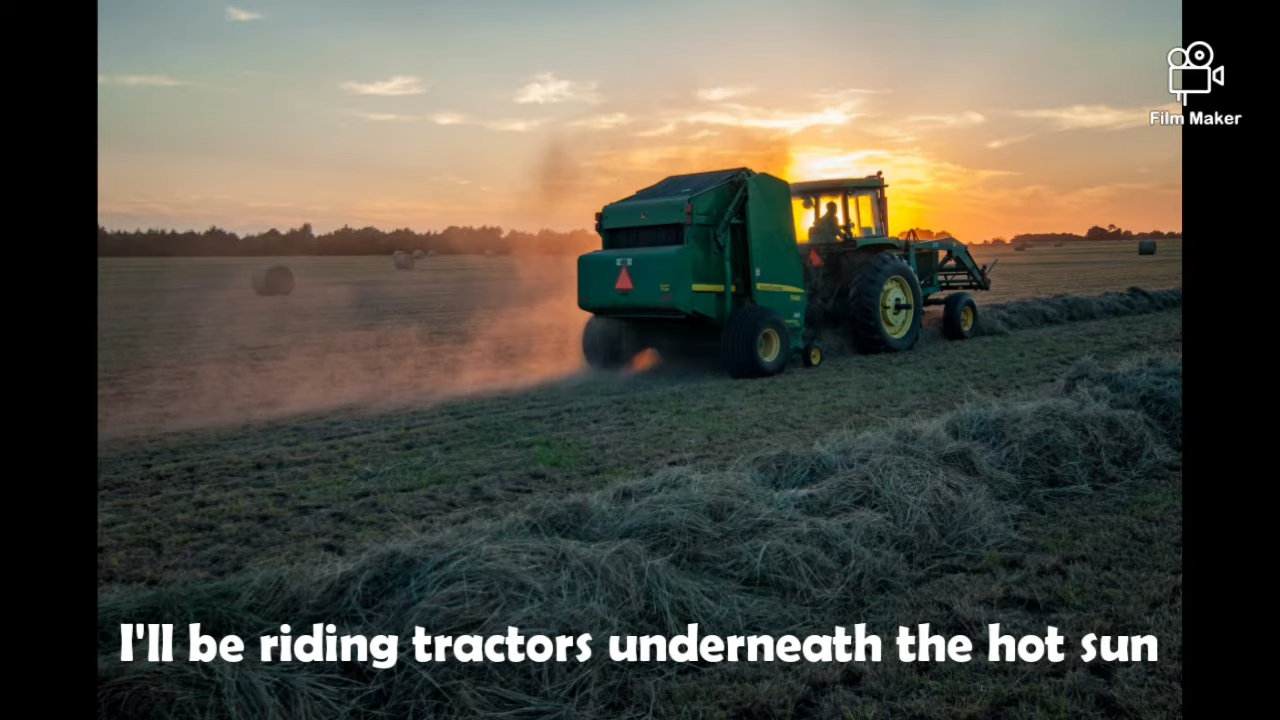 Film Maker
I'll be riding tractors underneath the hot sun